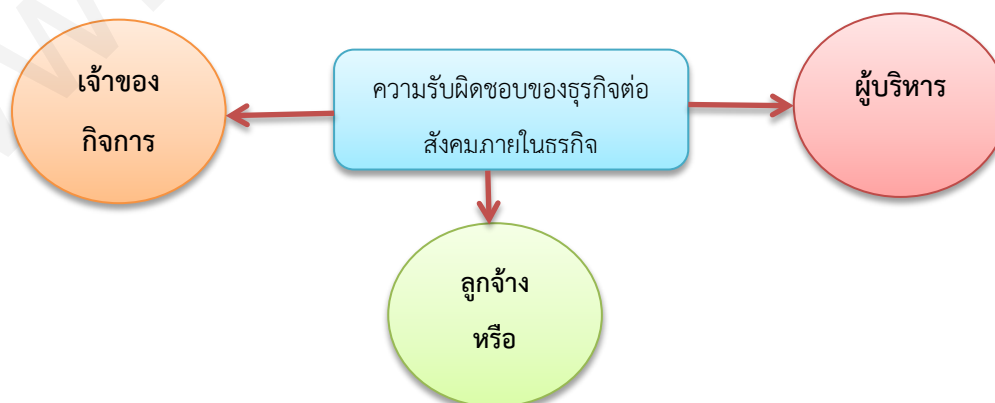 เจ้าของ
กิจการ
ความรับผิดชอบของธุรกิจต่อ
สังคมภายในธุรกิจ
ผู้บริหาร
ลูกจ้าง
หรือ